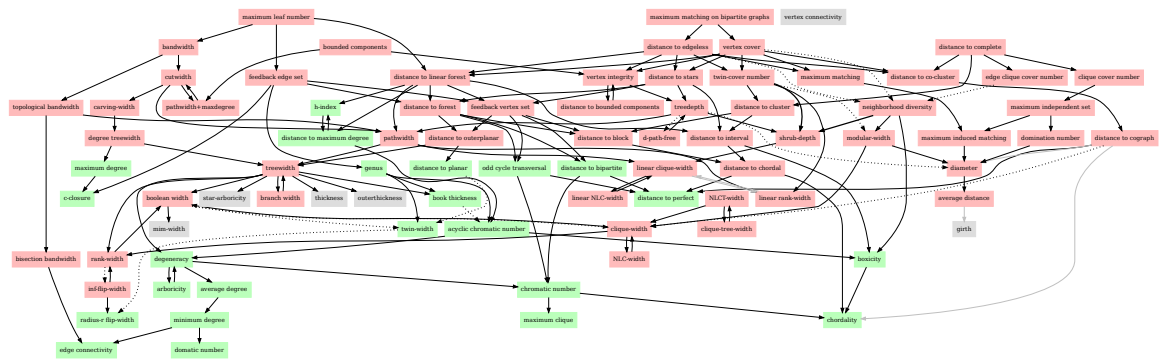 maximum leaf number
maximum matching on bipartite graphs
vertex connectivity
bandwidth
bounded components
distance to edgeless
vertex cover
distance to complete
cutwidth
feedback edge set
distance to linear forest
vertex integrity
distance to stars
twin-cover number
maximum matching
distance to co-cluster
edge clique cover number
clique cover number
topological bandwidth
carving-width
pathwidth+maxdegree
h-index
distance to forest
feedback vertex set
distance to bounded components
treedepth
distance to cluster
neighborhood diversity
maximum independent set
degree treewidth
distance to maximum degree
pathwidth
distance to outerplanar
distance to block
d-path-free
distance to interval
shrub-depth
modular-width
maximum induced matching
domination number
distance to cograph
maximum degree
treewidth
genus
distance to planar
odd cycle transversal
distance to bipartite
linear clique-width
distance to chordal
diameter
c-closure
boolean width
star-arboricity
branch width
thickness
outerthickness
book thickness
linear NLC-width
distance to perfect
NLCT-width
linear rank-width
average distance
mim-width
twin-width
acyclic chromatic number
clique-width
clique-tree-width
girth
bisection bandwidth
rank-width
degeneracy
NLC-width
boxicity
inf-flip-width
arboricity
average degree
chromatic number
radius-r flip-width
minimum degree
maximum clique
chordality
edge connectivity
domatic number